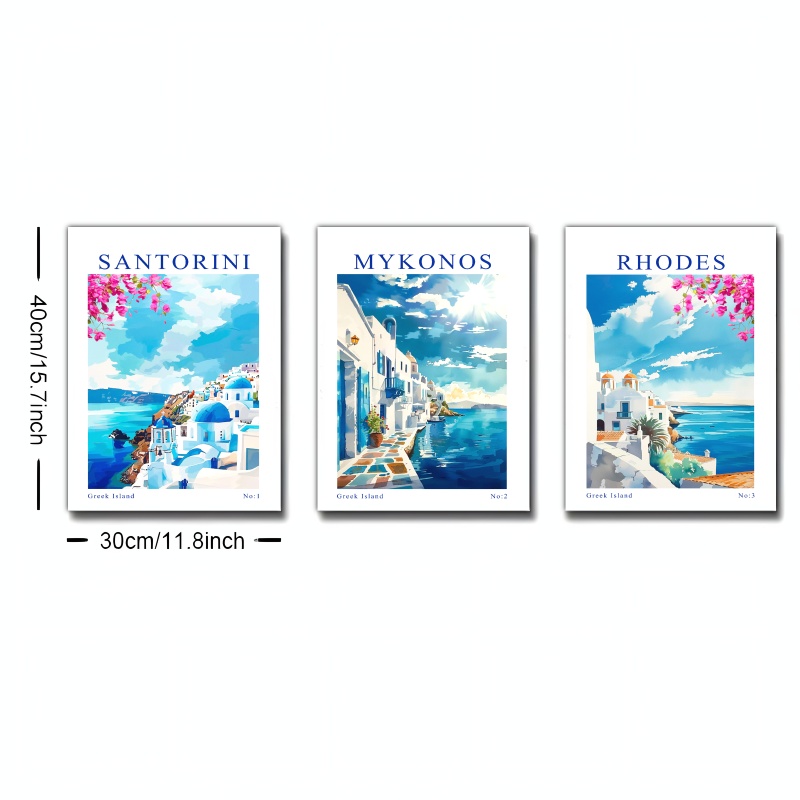 SANTORINI
Greek Island No:1
MYKONOS
Greek Island No:2
RHODES
Greek Island No:3
40cm/15.7inch
30cm/11.8inch